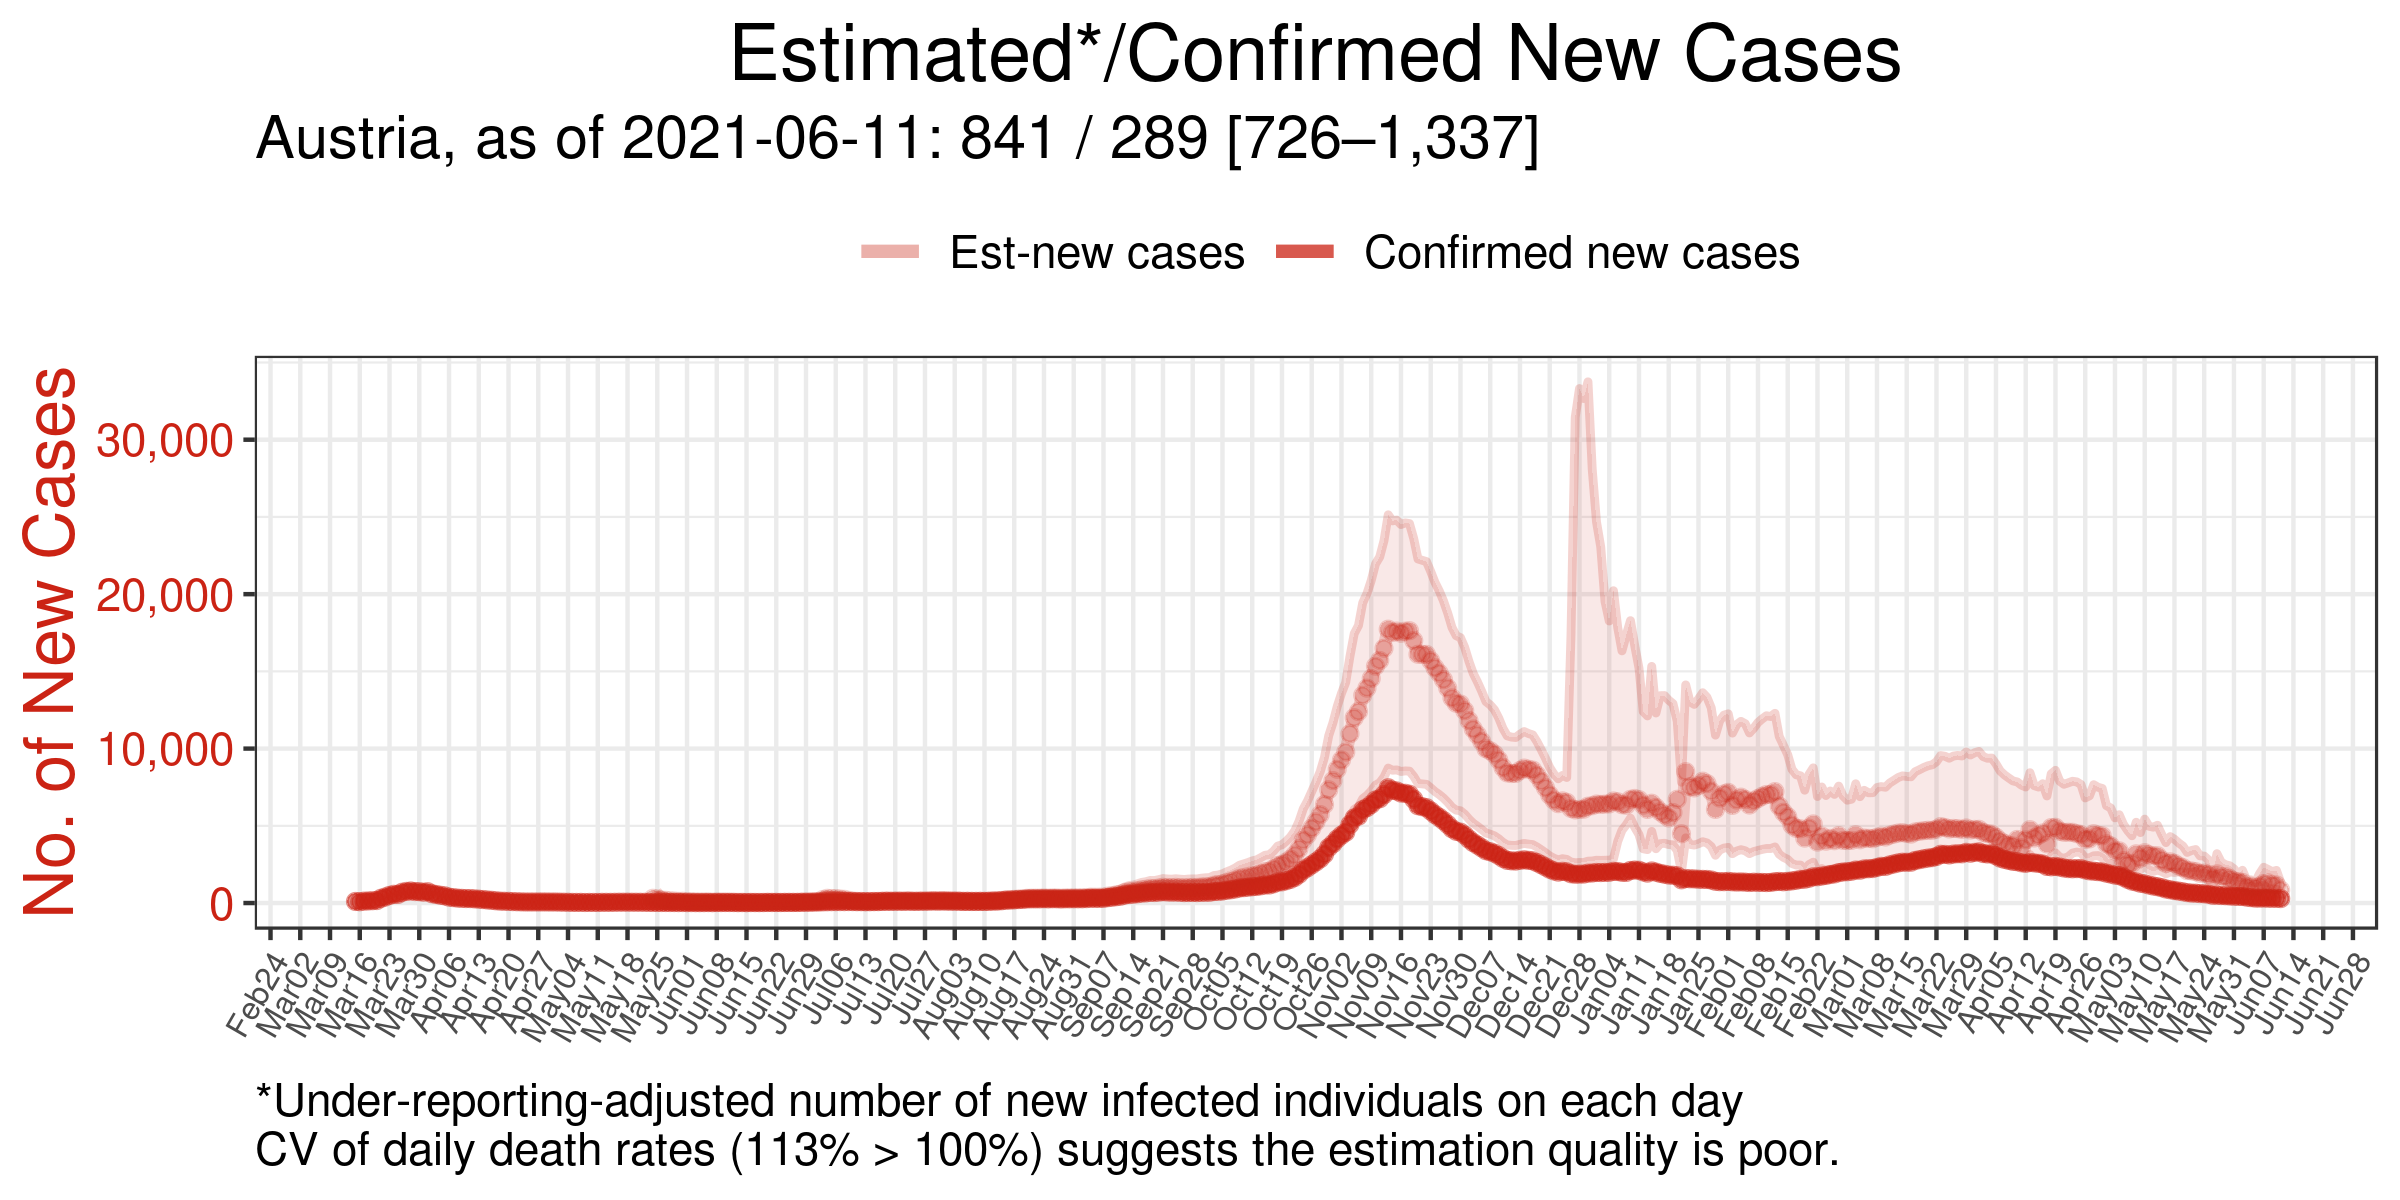 Estimated*/Confirmed New Cases
Austria, as of 2021-06-11: 841 / 289 [726–1,337]
Est-new cases
Confirmed new cases
No. of New Cases
30,000
20,000
10,000
0
Feb24
Mar02
Mar09
Mar16
Mar23
Mar30
Apr06
Apr13
Apr20
Apr27
May04
May11
May18
May25
Jun01
Jun08
Jun15
Jun22
Jun29
Jul06
Jul13
Jul20
Jul27
Aug03
Aug10
Aug17
Aug24
Aug31
Sep07
Sep14
Sep21
Sep28
Oct05
Oct12
Oct19
Oct26
Nov02
Nov09
Nov16
Nov23
Nov30
Dec07
Dec14
Dec21
Dec28
Jan04
Jan11
Jan18
Jan25
Feb01
Feb08
Feb15
Feb22
Mar01
Mar08
Mar15
Mar22
Mar29
Apr05
Apr12
Apr19
Apr26
May03
May10
May17
May24
May31
Jun07
Jun14
Jun21
Jun28
*Under-reporting-adjusted number of new infected individuals on each day
CV of daily death rates (113% > 100%) suggests the estimation quality is poor.